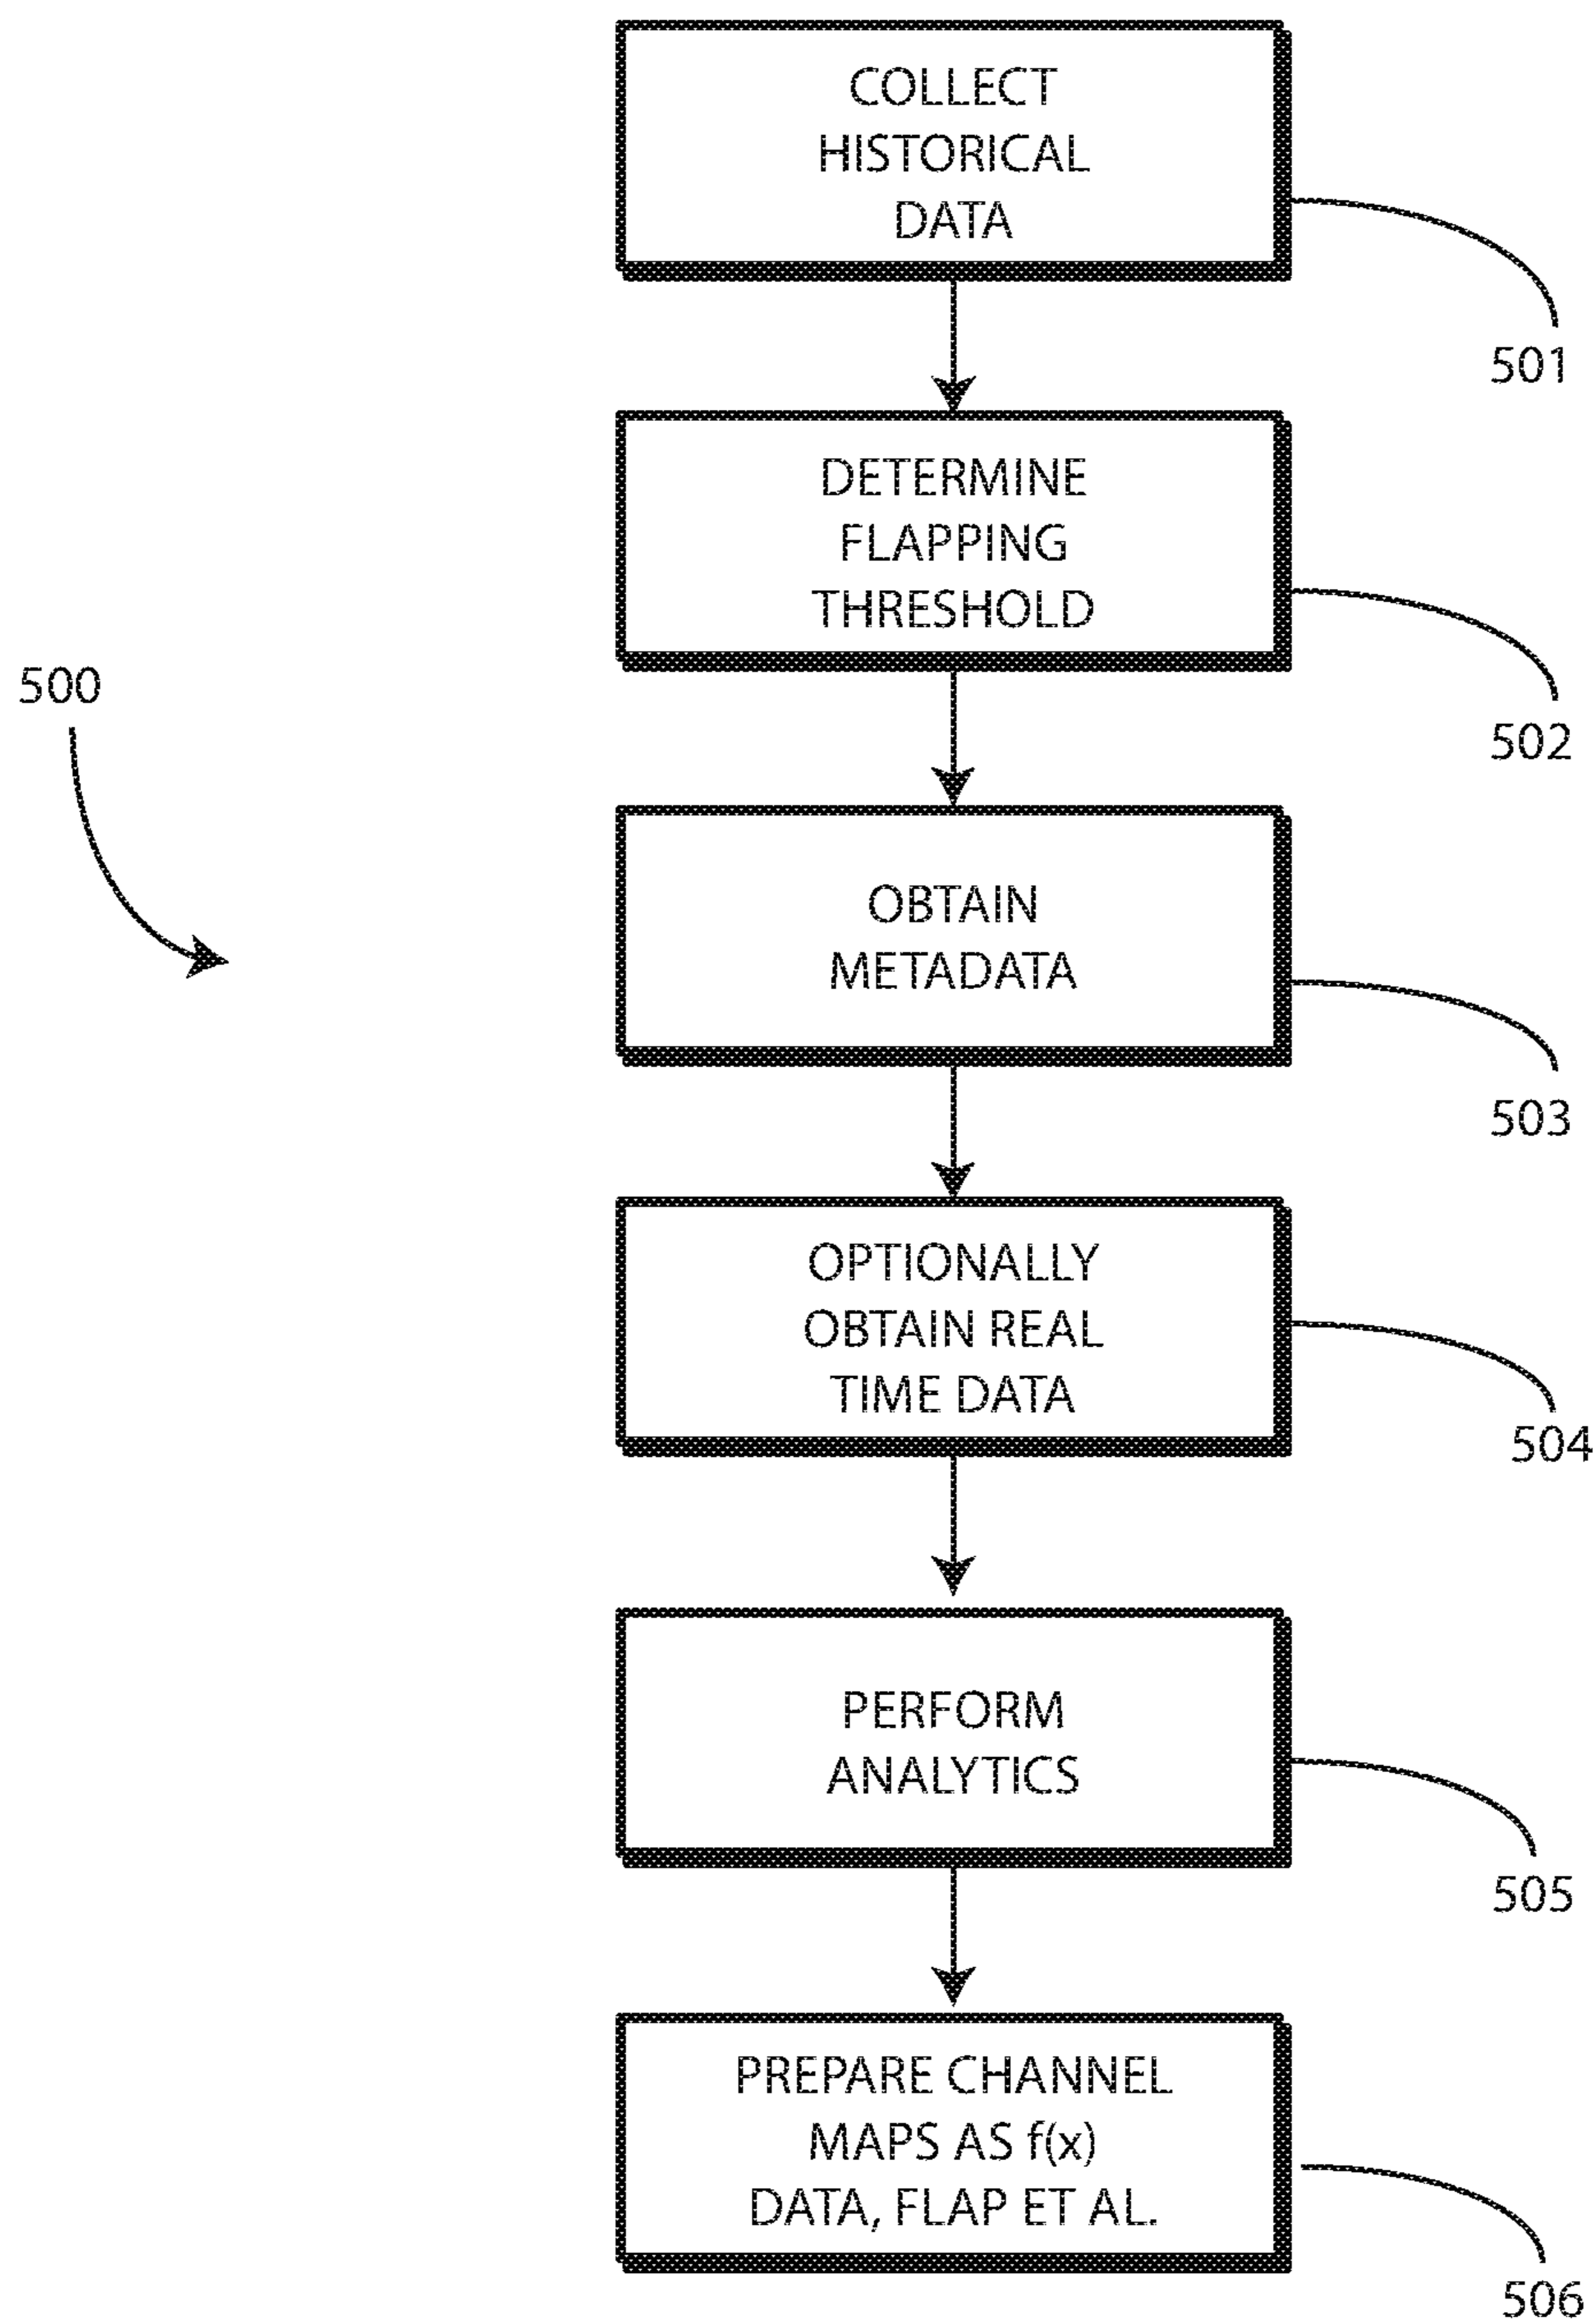 COLLECT
HISTORICAL
DATA
501
DETERMINE
FLAPPING
THRESHOLD
502
500
OBTAIN
METADATA
503
OPTIONALLY
OBTAIN REAL
TIME DATA
504
PERFORM
ANALYTICS
505
PREPARE CHANNEL
MAPS AS f(x)
DATA, FLAP ET AL.
506